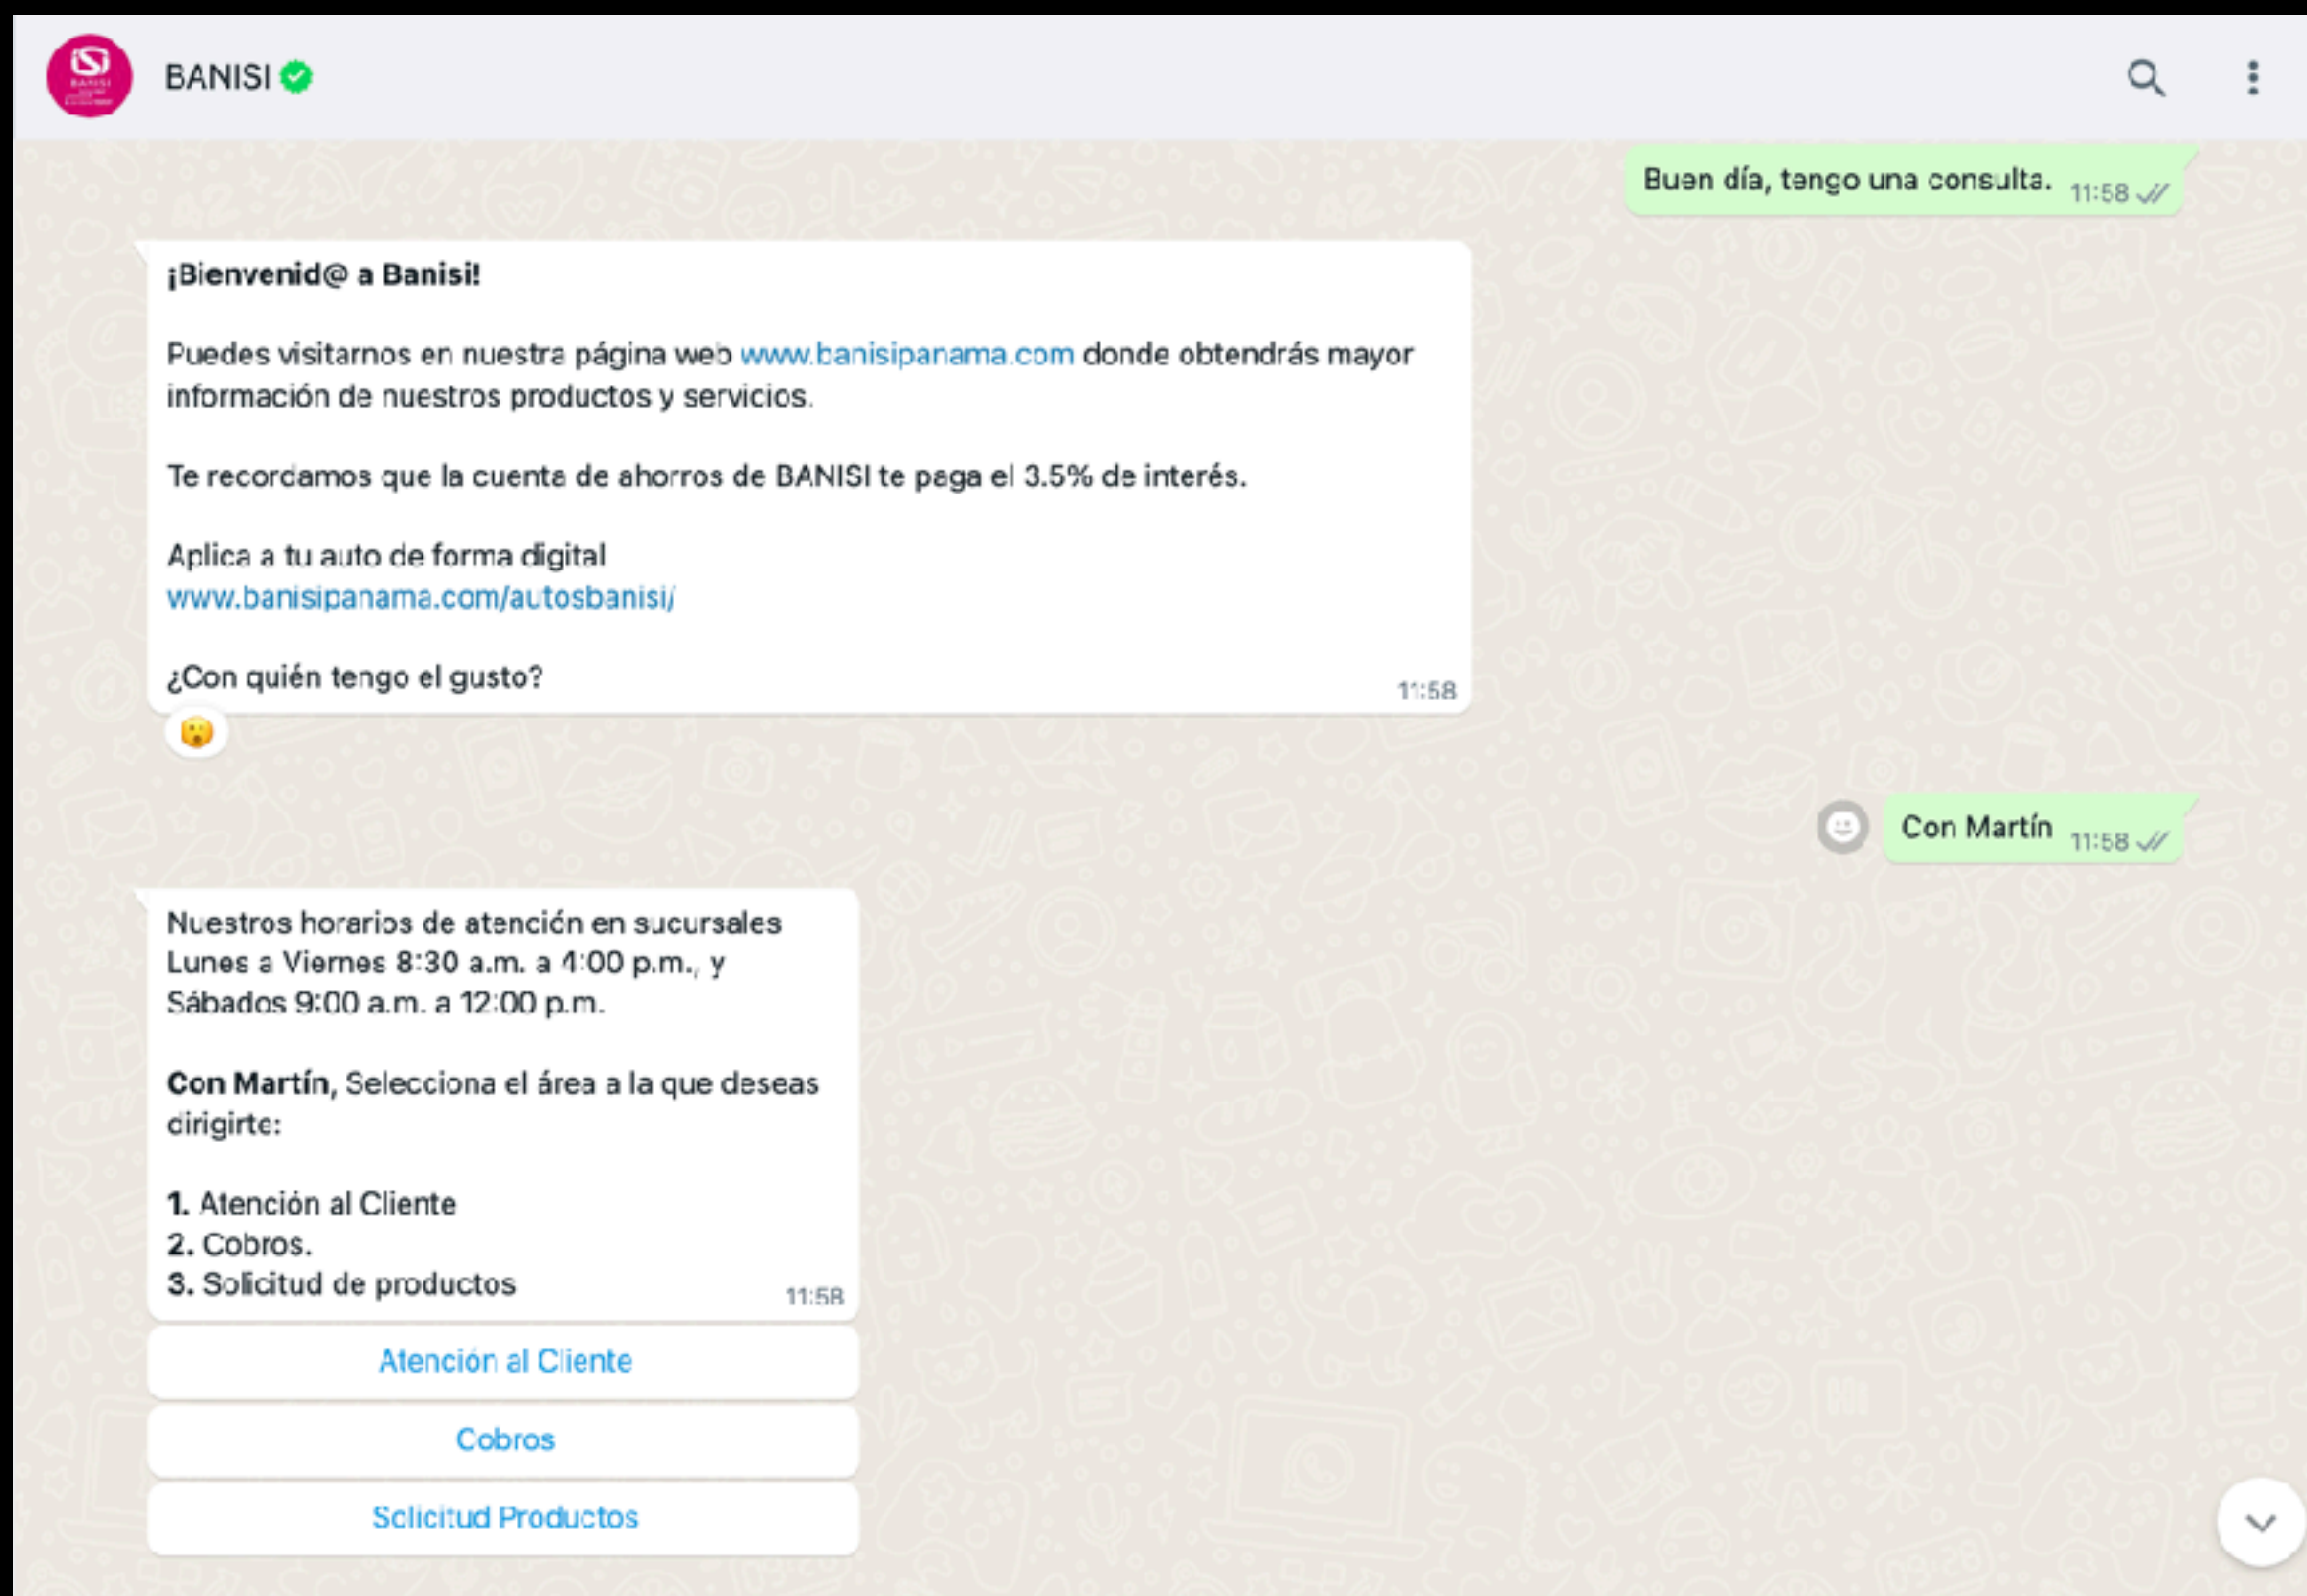 BANISI
BANISI
Buen día, tengo una consulta. 11:58
¡Bienvenid@ a Banisi!
Puedes visitarnos en nuestra página web www.banisipanama.com donde obtendrás mayor
información de nuestros productos y servicios.
Te recordamos que la cuenta de ahorros de BANISI te paga el 3.5% de interés.
Aplica a tu auto de forma digital
www.banisipanama.com/autosbanisi/
¿Con quién tengo el gusto?
11:58
Con Martín 11:58
Nuestros horarios de atención en sucursales
Lunes a Viernes 8:30 a.m. a 4:00 p.m., y
Sábados 9:00 a.m. a 12:00 p.m.
Con Martín, Selecciona el área a la que deseas
dirigirte:
1. Atención al Cliente
2. Cobros.
3. Solicitud de productos
11:58
Atención al Cliente
Cobros
Solicitud Productos